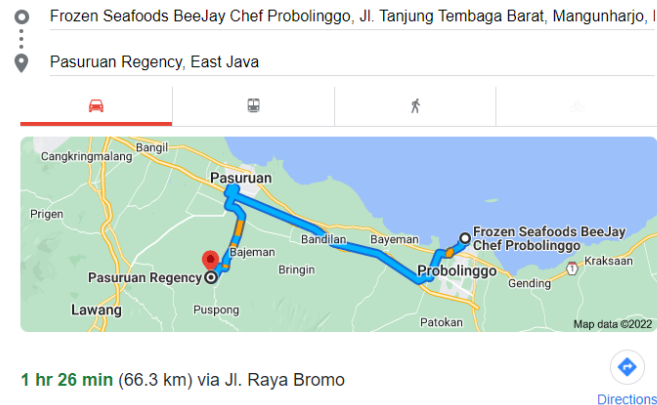 Frozen Seafoods BeeJay Chef Probolinggo, Jl. Tanjung Tembaga Barat, Mangunharjo,
Pasuruan Regency, East Java
Cangkringmalang
Bangil
Pasuruan
Prigen
Bandilan
Bayeman
Frozen Seafoods BeeJay
Chef Probolinggo
Bajeman
Pasuruan Regency
Bringin
Probolinggo
Kraksaan
1
Gending
Lawang
Puspong
Patokan
Map data ©2022
1 hr 26 min (66.3 km) via Jl. Raya Bromo
Directions